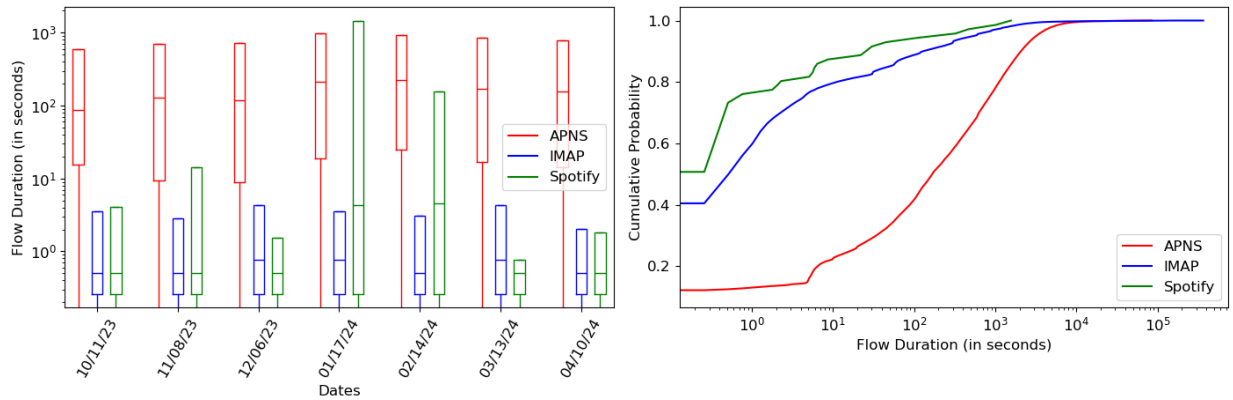 Flow Duration (in seconds)
10³
10²
10¹
10⁰
APNS
IMAP
Spotify
10/11/23
11/08/23
12/06/23
01/17/24
02/14/24
03/13/24
04/10/24
Dates
Cumulative Probability
1.0
0.8
0.6
0.4
0.2
APNS
IMAP
Spotify
10⁰ 10¹ 10² 10³ 10⁴ 10⁵
Flow Duration (in seconds)